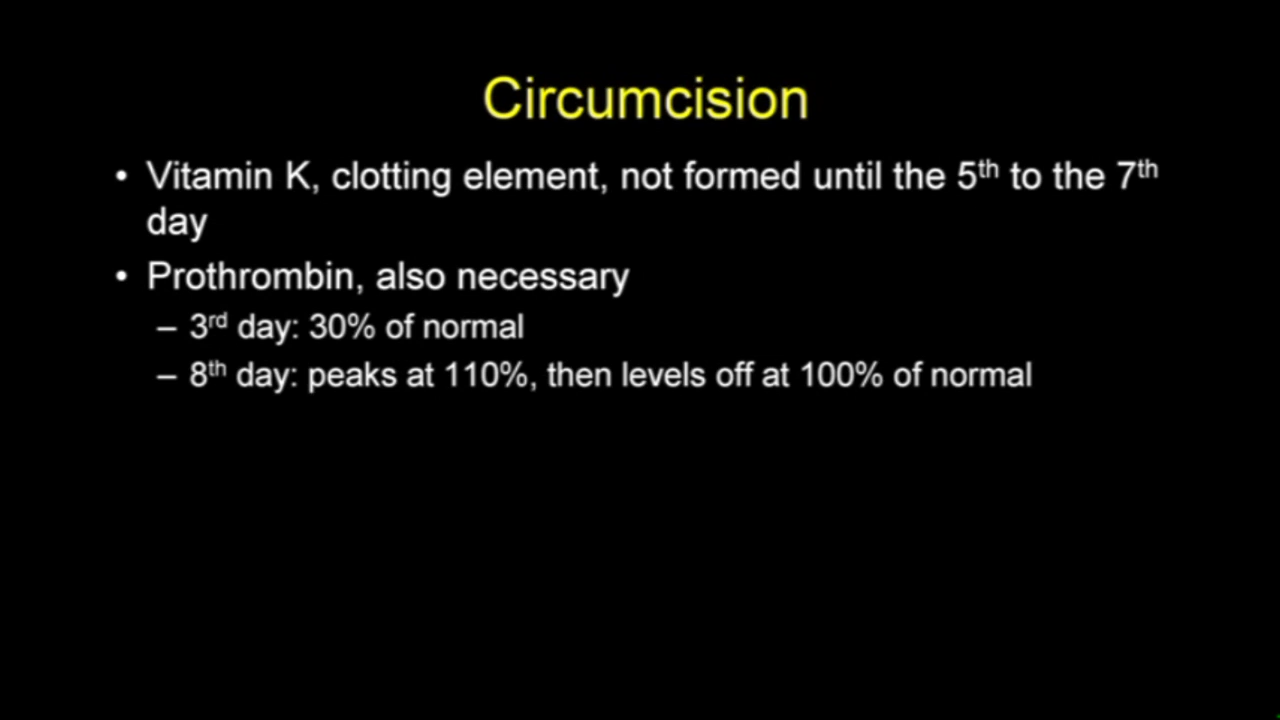 Circumcision
• Vitamin K, clotting element, not formed until the 5th to the 7th
day
• Prothrombin, also necessary
– 3rd day: 30% of normal
– 8th day: peaks at 110%, then levels off at 100% of normal